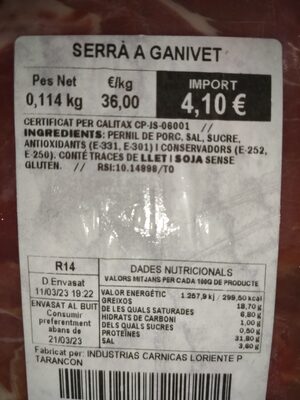 SERRÀ A GANIVET
Pes Net €/kg IMPORT
0,114 kg 36,00 4,10 €
CERTIFICAT PER CALITAX CP-JS-06001 //
INGREDIENTS: PERNIL DE PORC, SAL, SUCRE,
ANTIOXIDANTS (E-331, E-301) I CONSERVADORS (E-252,
E-250). CONTÉ TRACES DE LLET I SOJA SENSE
GLUTEN. // RSI:10.14898/TO
R14 DADES NUTRICIONALS
VALORS MITJANS PER CADA 100G DE PRODUCTE
D.Envasat
11/03/23 19:22
ENVASAT AL BUIT
Consumir
preferentment
abans de
21/03/23
VALOR ENERGÈTIC 1.257,9 kj / 299,50 kcal
GREIXOS 18,70 g
DE LES QUALS SATURADES 6,80 g
HIDRATS DE CARBONI 1,00 g
DELS QUALS SUCRES 0,50 g
PROTEÏNES 31,80 g
SAL 3,60 g
Fabricat per: INDUSTRIAS CARNICAS LORIENTE P
TARANCON